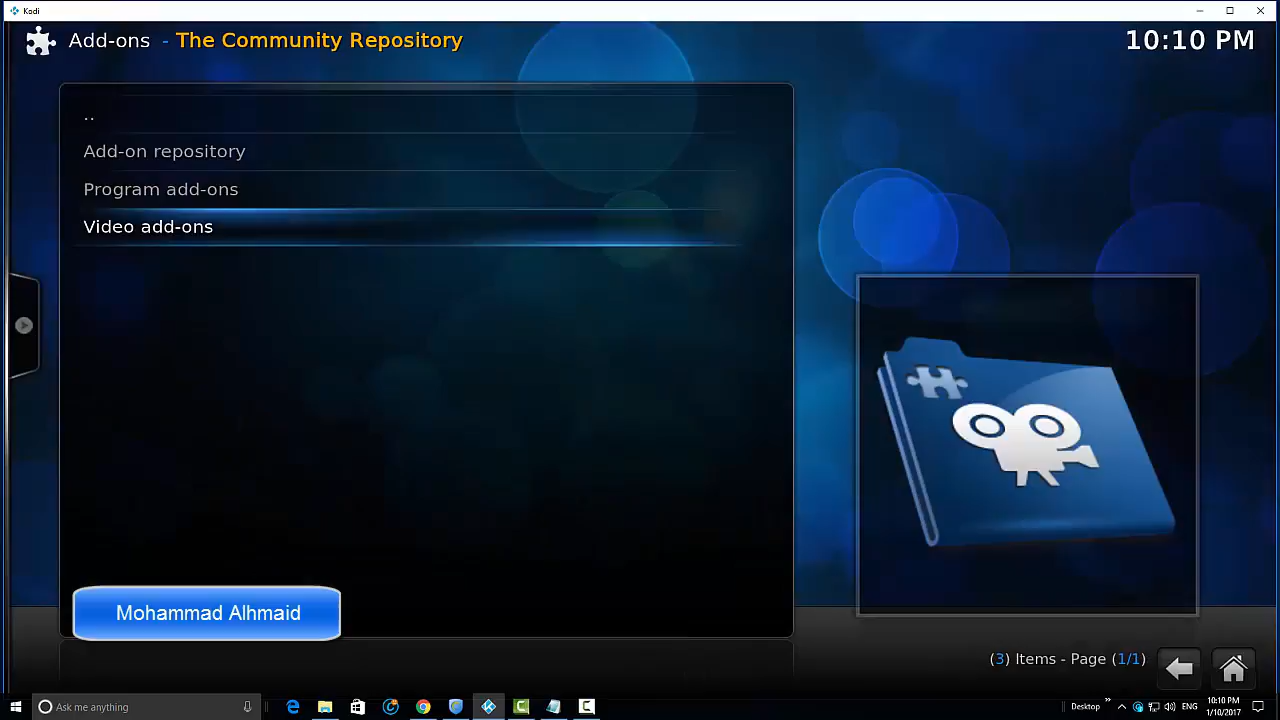 Kodi
Add-ons - The Community Repository
10:10 PM
..
Add-on repository
Program add-ons
Video add-ons
Mohammad Alhmaid
(3) Items - Page (1/1)
Ask me anything
Desktop
ENG
10:10 PM
1/10/2017